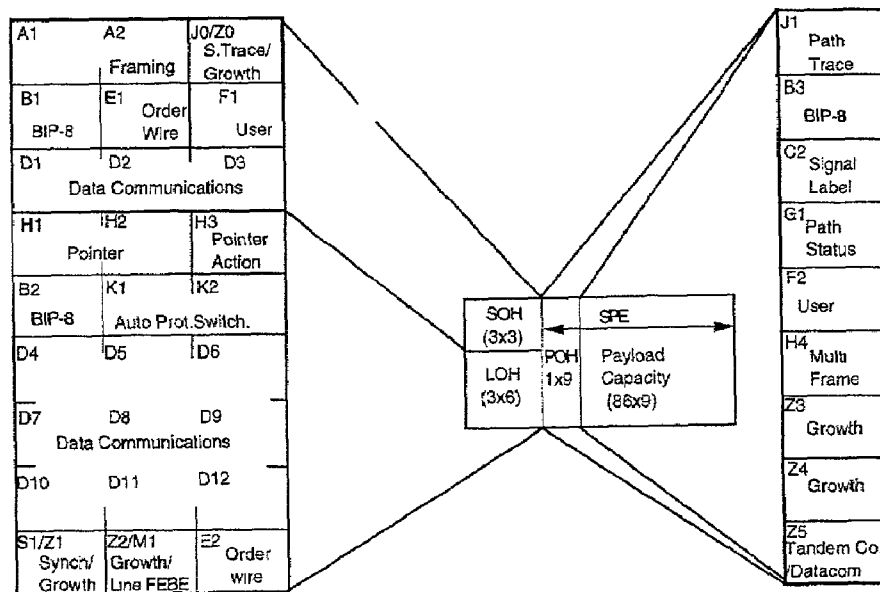 A1 A2 J0/Z0
Framing S.Trace/
Growth
B1 E1 F1
BIP-8 Order
Wire User
D1 D2 D3
Data Communications
H1 H2 H3
Pointer Pointer
Action
B2 K1 K2
BIP-8 Auto Prot.Switch.
D4 D5 D6
D7 D8 D9
Data Communications
D10 D11 D12
S1/Z1 Z2/M1 E2
Synch/ Growth/ Order
Growth Line FEBE wire
SOH
(3x3)
LOH
(3x6)
SPE
POH
1x9
Payload
Capacity
(86x9)
J1
Path
Trace
B3
BIP-8
C2
Signal
Label
G1
Path
Status
F2
User
H4
Multi
Frame
Z3
Growth
Z4
Growth
Z5
Tandem Co
/Datacom